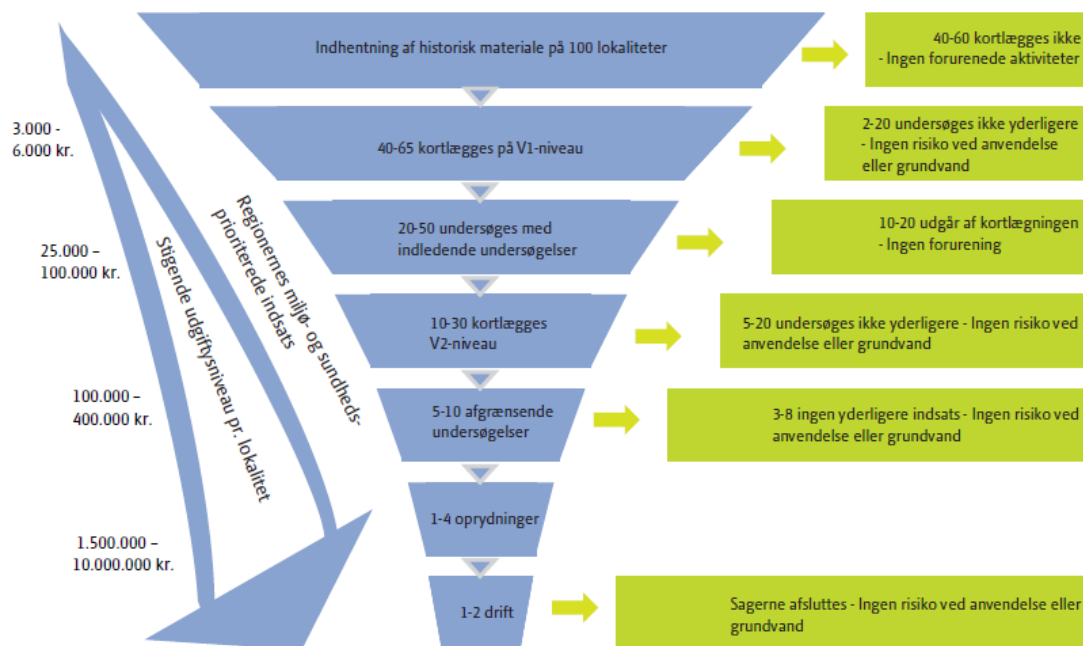 Indhentning af historisk materiale på 100 lokaliteter
40-60 kortlægges ikke
- Ingen forurenede aktiviteter
3.000 -
6.000 kr.
40-65 kortlægges på V1-niveau
2-20 undersøges ikke yderligere
- Ingen risiko ved anvendelse
eller grundvand
Regionernes miljø- og sundheds-
prioriterede indsats
Stigende udgiftysniveau pr. lokalitet
20-50 undersøges med
indledende undersøgelser
10-20 udgår af kortlægningen
- Ingen forurening
25.000 –
100.000 kr.
10-30 kortlægges
V2-niveau
5-20 undersøges ikke yderligere - Ingen risiko ved
anvendelse eller grundvand
100.000 –
400.000 kr.
5-10 afgrænsende
undersøgelser
3-8 ingen yderligere indsats - Ingen risiko ved
anvendelse eller grundvand
1-4 oprydninger
1.500.000 –
10.000.000 kr.
1-2 drift
Sagerne afsluttes - Ingen risiko ved anvendelse eller
grundvand